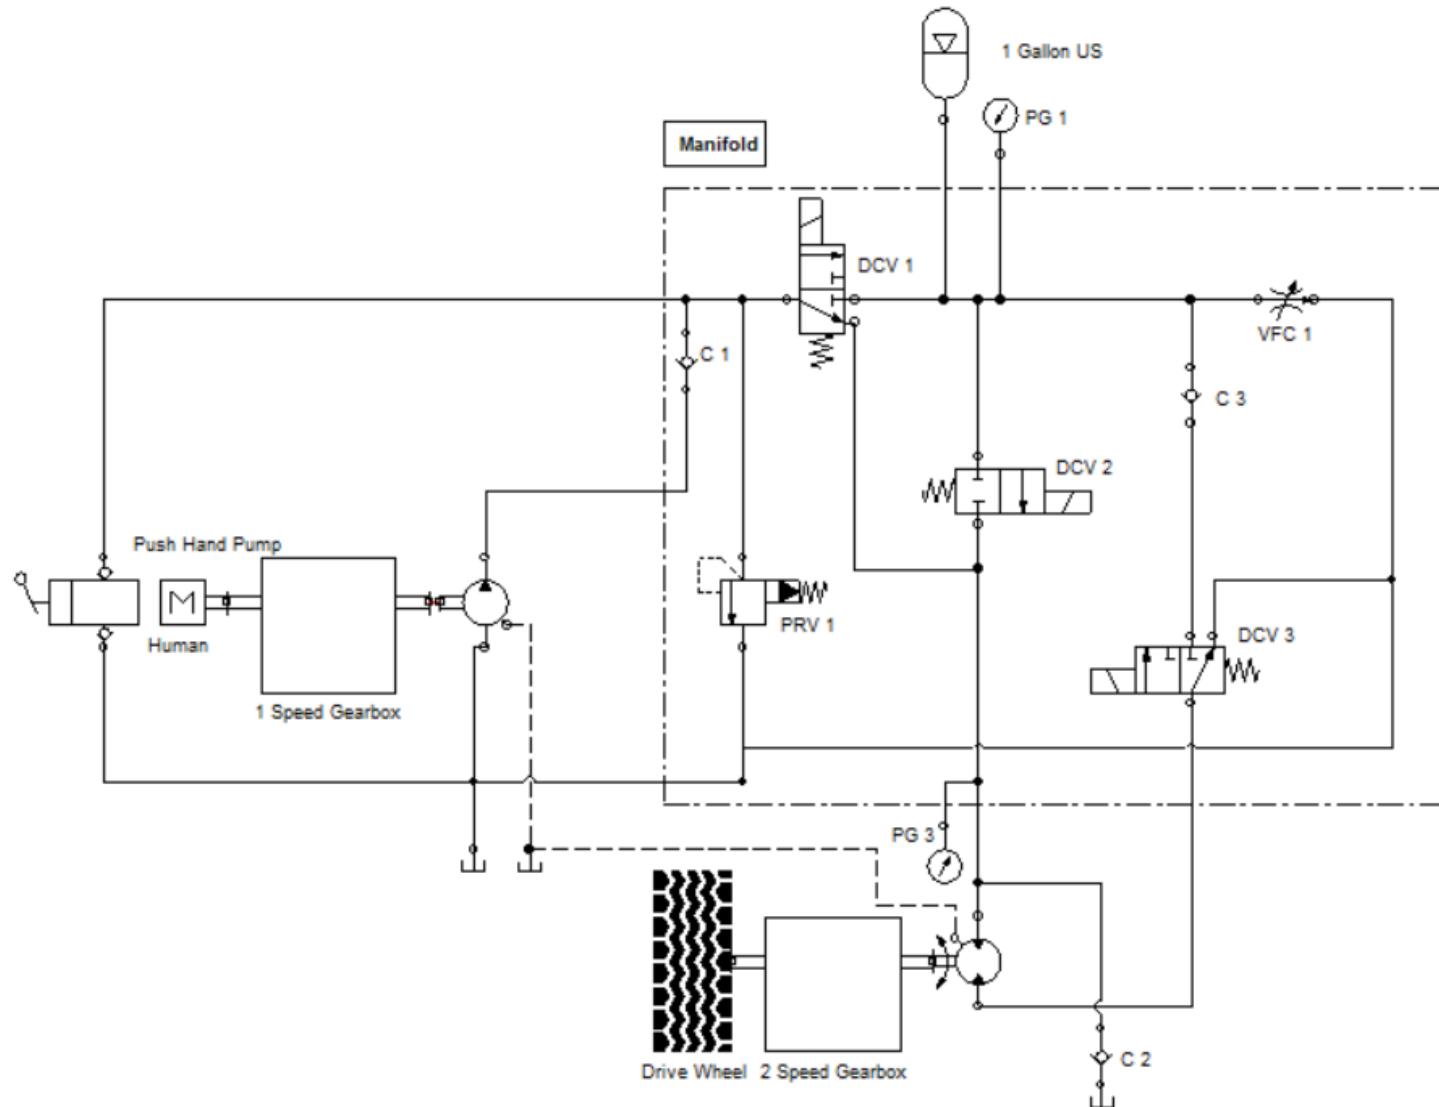 1 Gallon US
PG 1
Manifold
DCV 1
VFC 1
C 1
C 3
DCV 2
Push Hand Pump
M
PRV 1
DCV 3
Human
1 Speed Gearbox
PG 3
C 2
Drive Wheel
2 Speed Gearbox